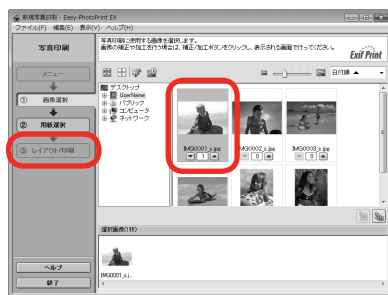 新規写真印刷 - Easy-PhotoPrint EX
ファイル(F) 編集(E) 表示(V) ヘルプ(H)
写真印刷
写真印刷に使用する画像を選択します。
画像の補正や加工を行う場合は、補正/加工ボタンをクリックし、表示される画面で行ってください。
Exif Print
メニュー
① 画像選択
② 用紙選択
③ レイアウト/印刷
日付順 ▲
デスクトップ
UserName
パブリック
コンピュータ
ネットワーク
IMG0001_s.jpg
IMG0002_s.jpg
IMG0003_s.jpg
1
0
0
選択画像(1枚)
IMG0001_s.j...
ヘルプ
終了